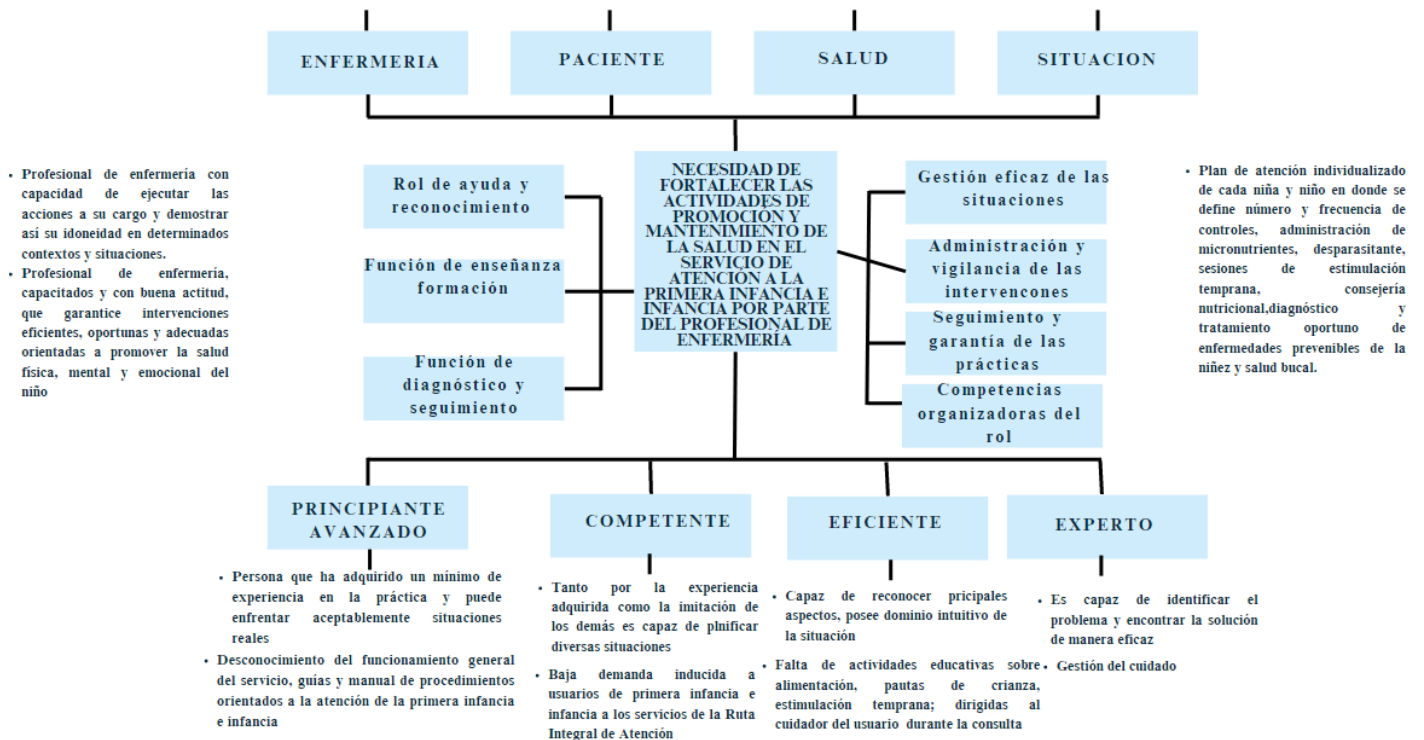 ENFERMERIA
PACIENTE
SALUD
SITUACION
• Profesional de enfermería con
capacidad de ejecutar las
acciones a su cargo y demostrar
así su idoneidad en determinados
contextos y situaciones.
• Profesional de enfermería,
capacitados y con buena actitud,
que garantice intervenciones
eficientes, oportunas y adecuadas
orientadas a promover la salud
física, mental y emocional del
niño
Rol de ayuda y
reconocimiento
Función de enseñanza
formación
Función de
diagnóstico y
seguimiento
NECESIDAD DE
FORTALECER LAS
ACTIVIDADES DE
PROMOCIÓN Y
MANTENIMIENTO DE
LA SALUD EN EL
SERVICIO DE
ATENCIÓN A LA
PRIMERA INFANCIA E
INFANCIA POR PARTE
DEL PROFESIONAL DE
ENFERMERÍA
Gestión eficaz de las
situaciones
Administración y
vigilancia de las
intervencones
Seguimiento y
garantía de las
prácticas
Competencias
organizadoras del
rol
• Plan de atención individualizado
de cada niña y niño en donde se
define número y frecuencia de
controles, administración de
micronutrientes, desparasitante,
sesiones de estimulación
temprana, consejería
nutricional,diagnóstico y
tratamiento oportuno de
enfermedades prevenibles de la
niñez y salud bucal.
PRINCIPIANTE
AVANZADO
• Persona que ha adquirido un mínimo de
experiencia en la práctica y puede
enfrentar aceptablemente situaciones
reales
• Desconocimiento del funcionamiento general
del servicio, guías y manual de procedimientos
orientados a la atención de la primera infancia
e infancia
COMPETENTE
• Tanto por la experiencia
adquirida como la imitación de
los demás es capaz de plnificar
diversas situaciones
• Baja demanda inducida a
usuarios de primera infancia e
infancia a los servicios de la Ruta
Integral de Atención
EFICIENTE
• Capaz de reconocer pricipales
aspectos, posee dominio intuitivo de
la situación
• Falta de actividades educativas sobre
alimentación, pautas de crianza,
estimulación temprana; dirigidas al
cuidador del usuario durante la consulta
EXPERTO
• Es capaz de identificar el
problema y encontrar la solución
de manera eficaz
• Gestión del cuidado